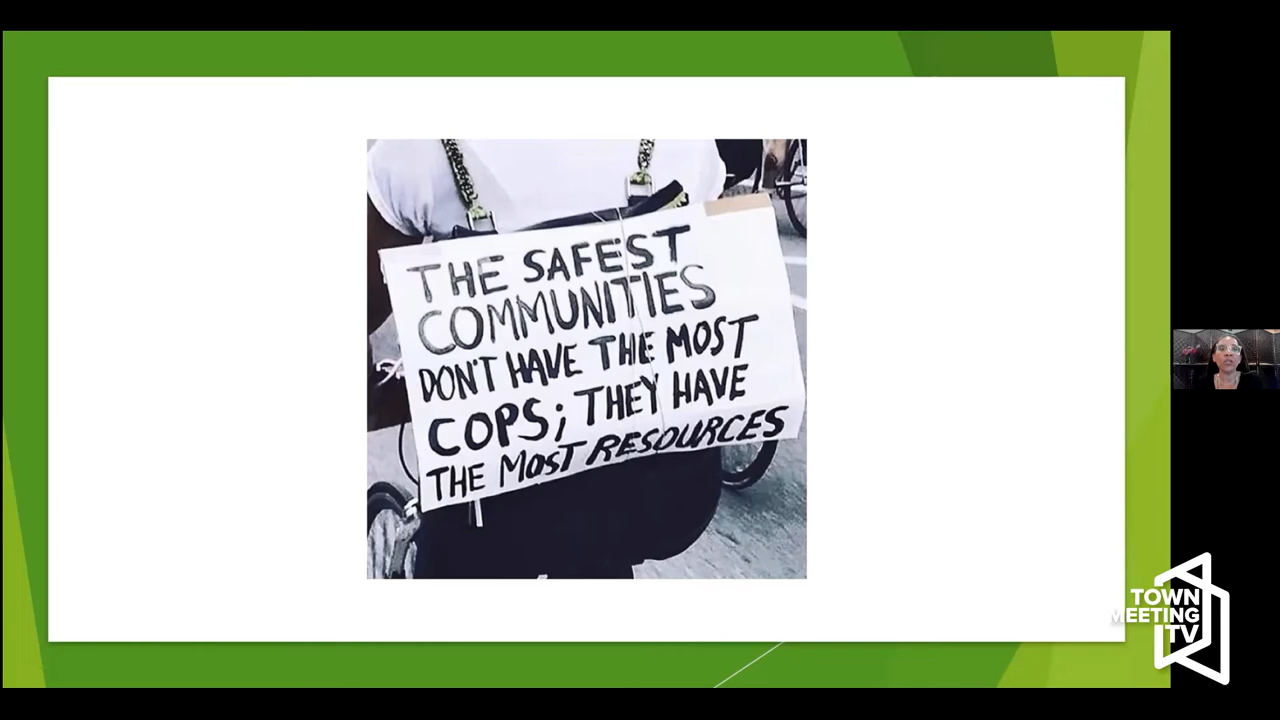 THE SAFEST
COMMUNITIES
DON'T HAVE THE MOST
COPS; THEY HAVE
THE MOST RESOURCES
TOWN
MEETING
TV